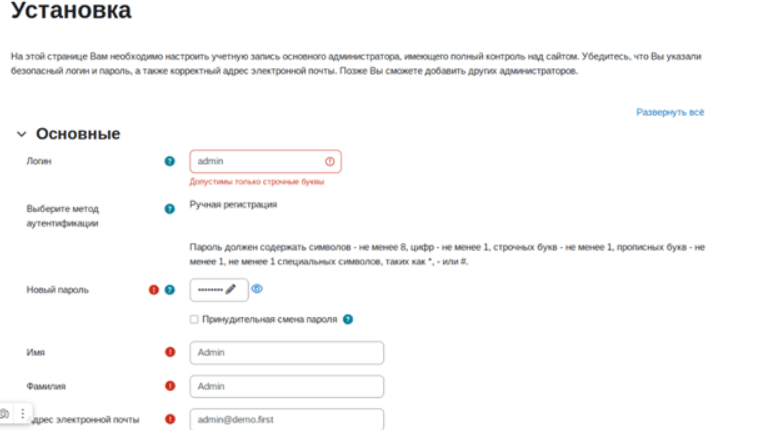 Установка
На этой странице Вам необходимо настроить учетную запись основного администратора, имеющего полный контроль над сайтом. Убедитесь, что Вы указали
безопасный логин и пароль, а также корректный адрес электронной почты. Позже Вы сможете добавить других администраторов.
Развернуть всё
Основные
Логин
admin
Допустимы только строчные буквы
Выберите метод
аутентификации
Ручная регистрация
Пароль должен содержать символов - не менее 8, цифр - не менее 1, строчных букв - не менее 1, прописных букв - не
менее 1, не менее 1 специальных символов, таких как *, - или #.
Новый пароль
••••••••
Принудительная смена пароля
Имя
Admin
Фамилия
Admin
дрес электронной почты
admin@demo.first